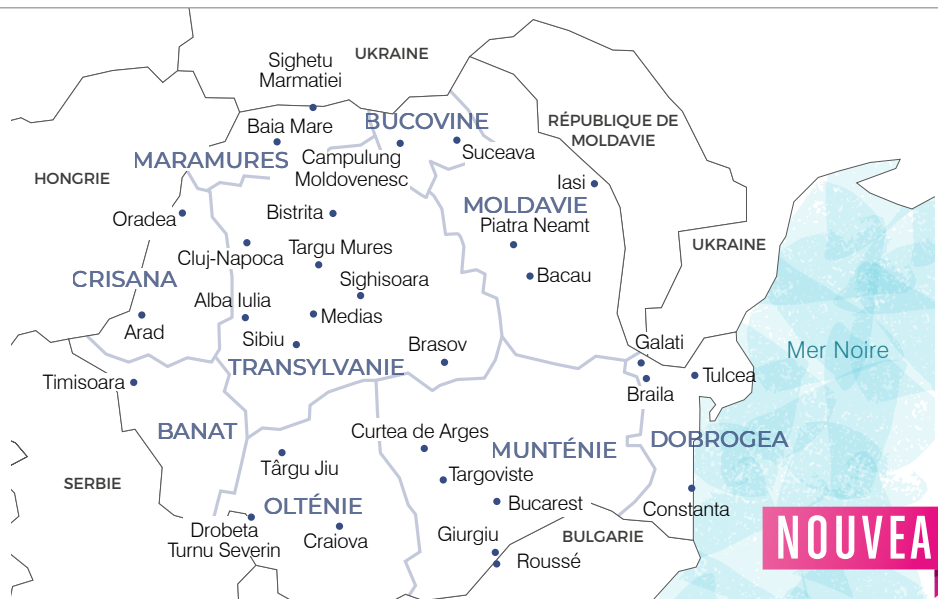 UKRAINE
Sighetu
Marmatiei
BUCOVINE
RÉPUBLIQUE DE
MOLDAVIE
Baia Mare
MARAMURES
Campulung
Moldovenesc
Suceava
HONGRIE
Iasi
MOLDAVIE
Oradea
Bistrita
Piatra Neamt
UKRAINE
Cluj-Napoca
Targu Mures
Bacau
CRISANA
Sighisoara
Alba Iulia
Medias
Arad
Sibiu
Brasov
Galati
Mer Noire
TRANSYLVANIE
Timisoara
Tulcea
Braila
BANAT
Curtea de Arges
MUNTÉNIE
DOBROGEA
Târgu Jiu
Targoviste
SERBIE
OLTÉNIE
Bucarest
Constanta
Drobeta
Turnu Severin
Craiova
Giurgiu
BULGARIE
Roussé
NOUVEA